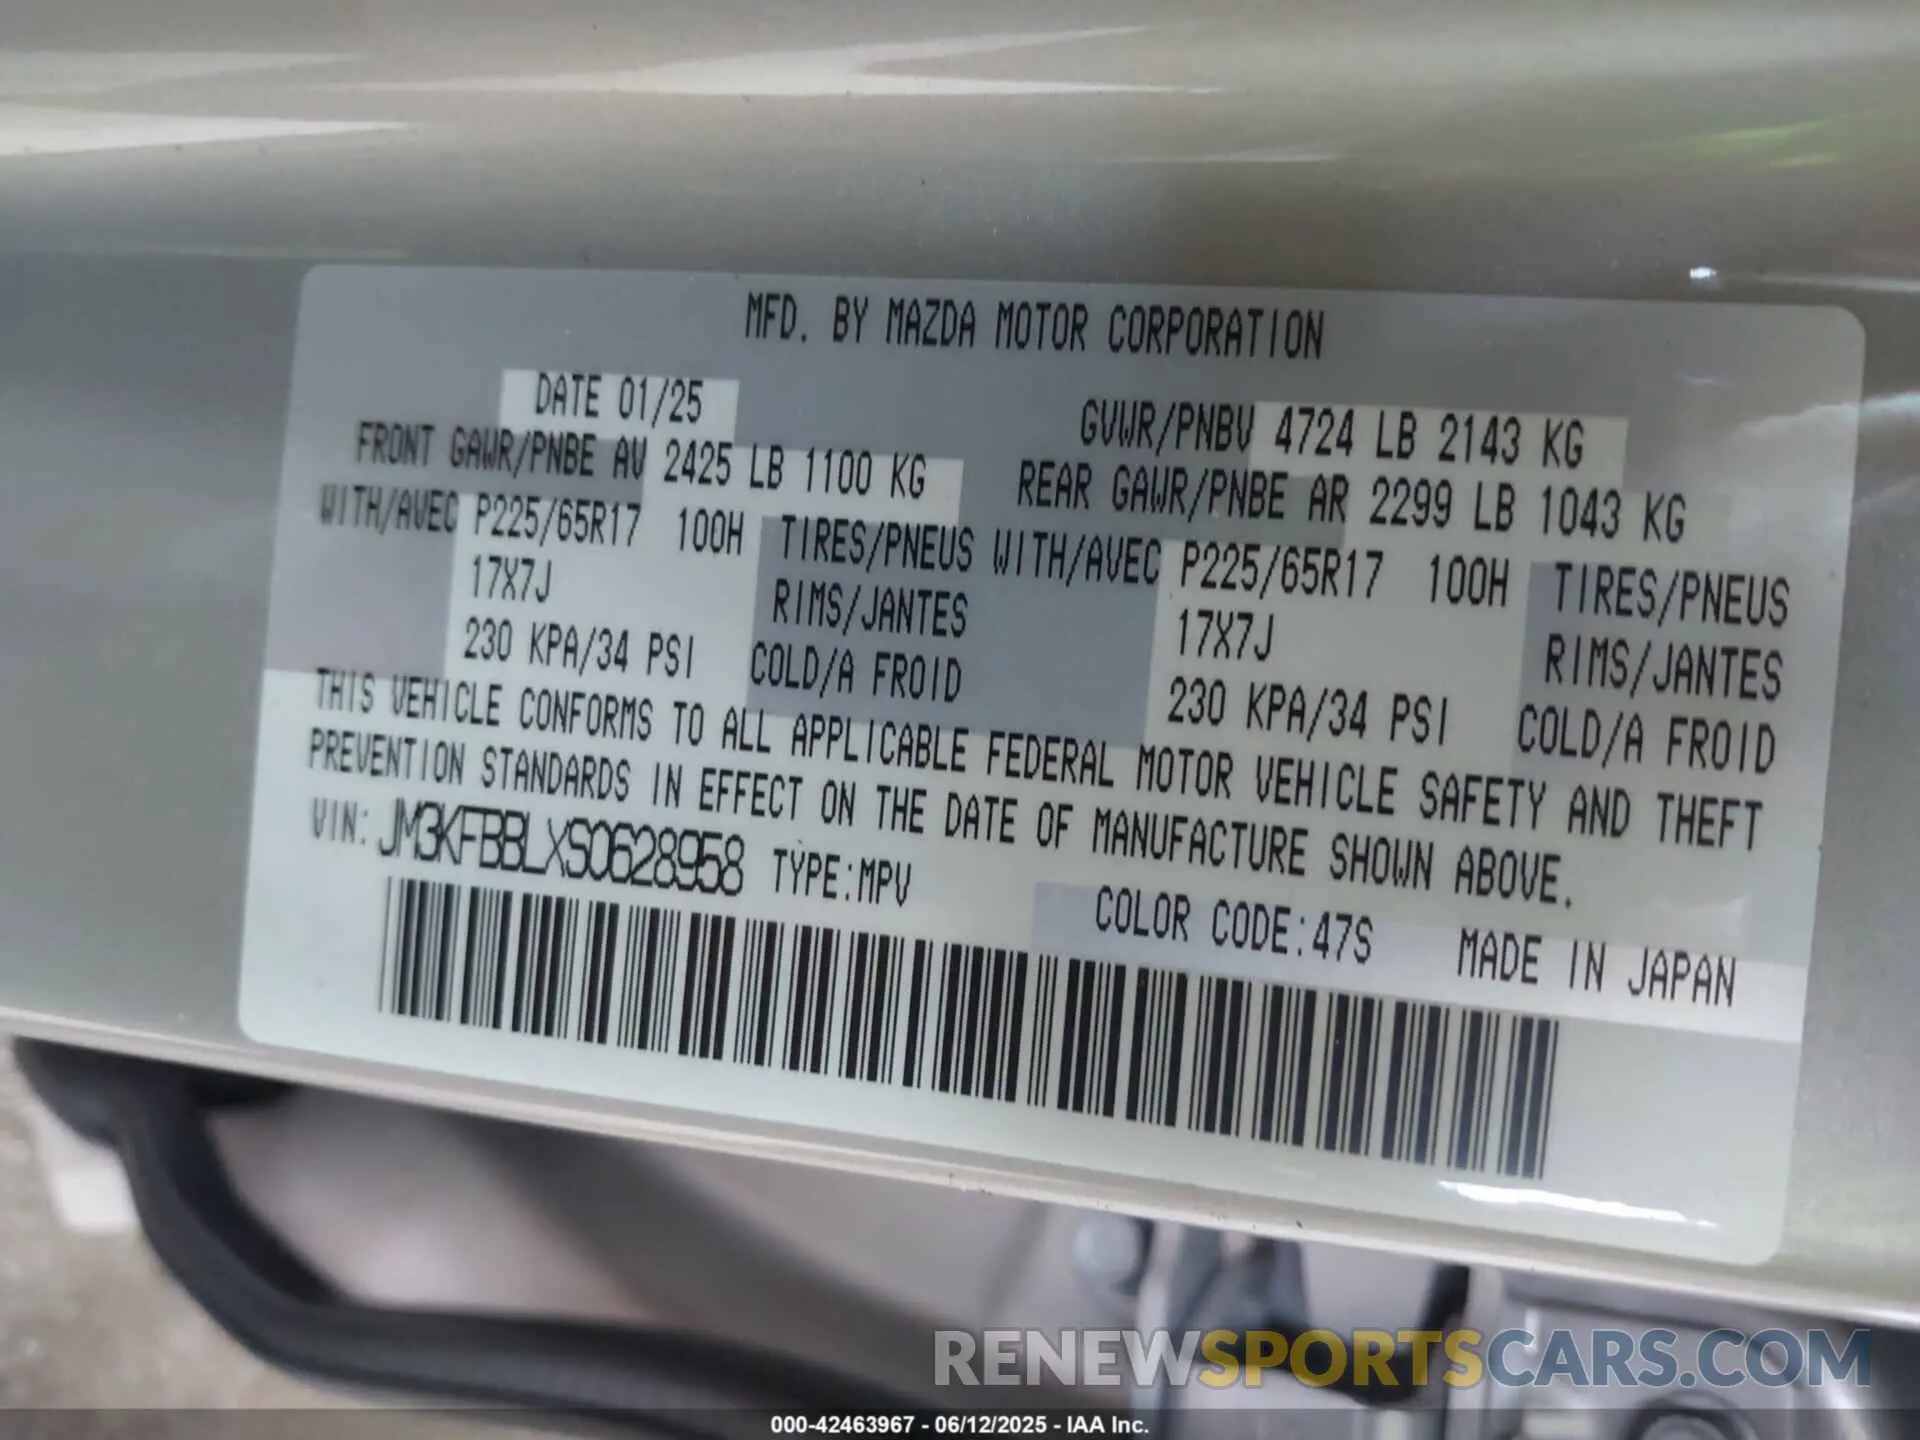 MFD. BY MAZDA MOTOR CORPORATION
DATE 01/25 GVWR/PNBV 4724 LB 2143 KG
FRONT GAWR/PNBE AV 2425 LB 1100 KG REAR GAWR/PNBE AR 2299 LB 1043 KG
WITH/AVEC P225/65R17 100H TIRES/PNEUS WITH/AVEC P225/65R17 100H TIRES/PNEUS
17X7J RIMS/JANTES 17X7J RIMS/JANTES
230 KPA/34 PSI COLD/A FROID 230 KPA/34 PSI COLD/A FROID
THIS VEHICLE CONFORMS TO ALL APPLICABLE FEDERAL MOTOR VEHICLE SAFETY AND THEFT
PREVENTION STANDARDS IN EFFECT ON THE DATE OF MANUFACTURE SHOWN ABOVE.
VIN: JM3KFBBLXS0628958 TYPE:MPV
COLOR CODE:47S MADE IN JAPAN
RENEWSPORTSCARS.COM
000-42463967 - 06/12/2025 - IAA Inc.